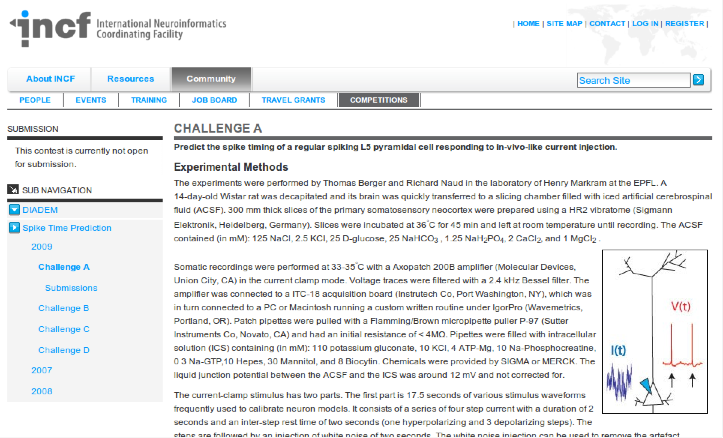 incf International Neuroinformatics
Coordinating Facility
| HOME | SITE MAP | CONTACT | LOG IN | REGISTER |
About INCF Resources Community
Search Site
PEOPLE EVENTS TRAINING JOB BOARD TRAVEL GRANTS COMPETITIONS
SUBMISSION
This contest is currently not open
for submission.
SUB NAVIGATION
DIADEM
Spike Time Prediction
2009
Challenge A
Submissions
Challenge B
Challenge C
Challenge D
2007
2008
CHALLENGE A
Predict the spike timing of a regular spiking L5 pyramidal cell responding to in-vivo-like current injection.
Experimental Methods
The experiments were performed by Thomas Berger and Richard Naud in the laboratory of Henry Markram at the EPFL. A
14-day-old Wistar rat was decapitated and its brain was quickly transferred to a slicing chamber filled with iced artificial cerebrospinal
fluid (ACSF). 300 mm thick slices of the primary somatosensory neocortex were prepared using a HR2 vibratome (Sigmann
Elektronik, Heidelberg, Germany). Slices were incubated at 36°C for 45 min and left at room temperature until recording. The ACSF
contained (in mM): 125 NaCl, 2.5 KCl, 25 D-glucose, 25 NaHCO3 , 1.25 NaH2PO4, 2 CaCl2, and 1 MgCl2 .
Somatic recordings were performed at 33-35°C with a Axopatch 200B amplifier (Molecular Devices,
Union City, CA) in the current clamp mode. Voltage traces were filtered with a 2.4 kHz Bessel filter. The
amplifier was connected to a ITC-18 acquisition board (Instrutech Co, Port Washington, NY), which was
in turn connected to a PC or Macintosh running a custom written routine under IgorPro (Wavemetrics,
Portland, OR). Patch pipettes were pulled with a Flamming/Brown micropipette puller P-97 (Sutter
Instruments Co, Novato, CA) and had an initial resistance of < 4MO. Pipettes were filled with intracellular
solution (ICS) containing (in mM): 110 potassium gluconate, 10 KCl, 4 ATP-Mg, 10 Na-Phosphocreatine,
0.3 Na-GTP,10 Hepes, 30 Mannitol, and 8 Biocytin. Chemicals were provided by SIGMA or MERCK. The
liquid junction potential between the ACSF and the ICS was around 12 mV and not corrected for.
V(t)
I(t)
The current-clamp stimulus has two parts. The first part is 17.5 seconds of various stimulus waveforms
frequently used to calibrate neuron models. It consists of a series of four step current with a duration of 2
seconds and an inter-step rest of two seconds (one hyperpolarizing and 3 depolarizing steps). The
steps are followed by an injection of white noise of two seconds. The white noise injection can be used to remove the artefact